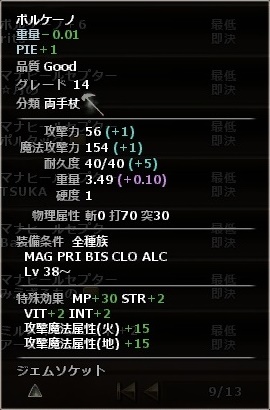 ボルケーノ
重量－0.01
PIE+1
品質 Good
グレード 14
分類 両手杖
攻撃力 56 (+1)
魔法攻撃力 154 (+1)
耐久度 40/40 (+5)
重量 3.49 (+0.10)
硬度 1
物理属性 斬0 打70 突30
装備条件 全種族
MAG PRI BIS CLO ALC
Lv 38～
特殊効果 MP+30 STR+2
VIT+2 INT+2
攻撃魔法属性(火) +15
攻撃魔法属性(地) +15
ジェムソケット
9/13